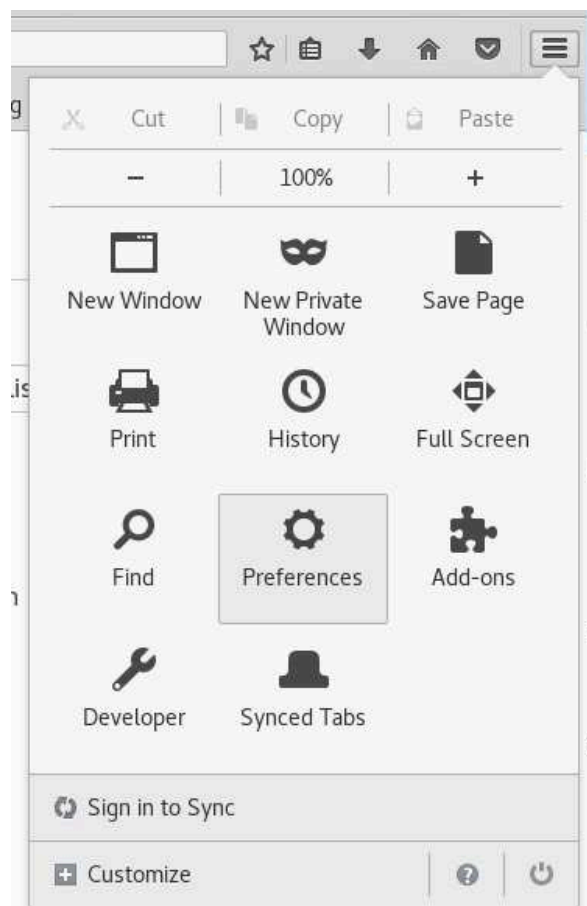 g
Cut Copy Paste
− 100% +
New Window New Private Window Save Page
is
Print History Full Screen
Find Preferences Add-ons
n
Developer Synced Tabs
Sign in to Sync
Customize